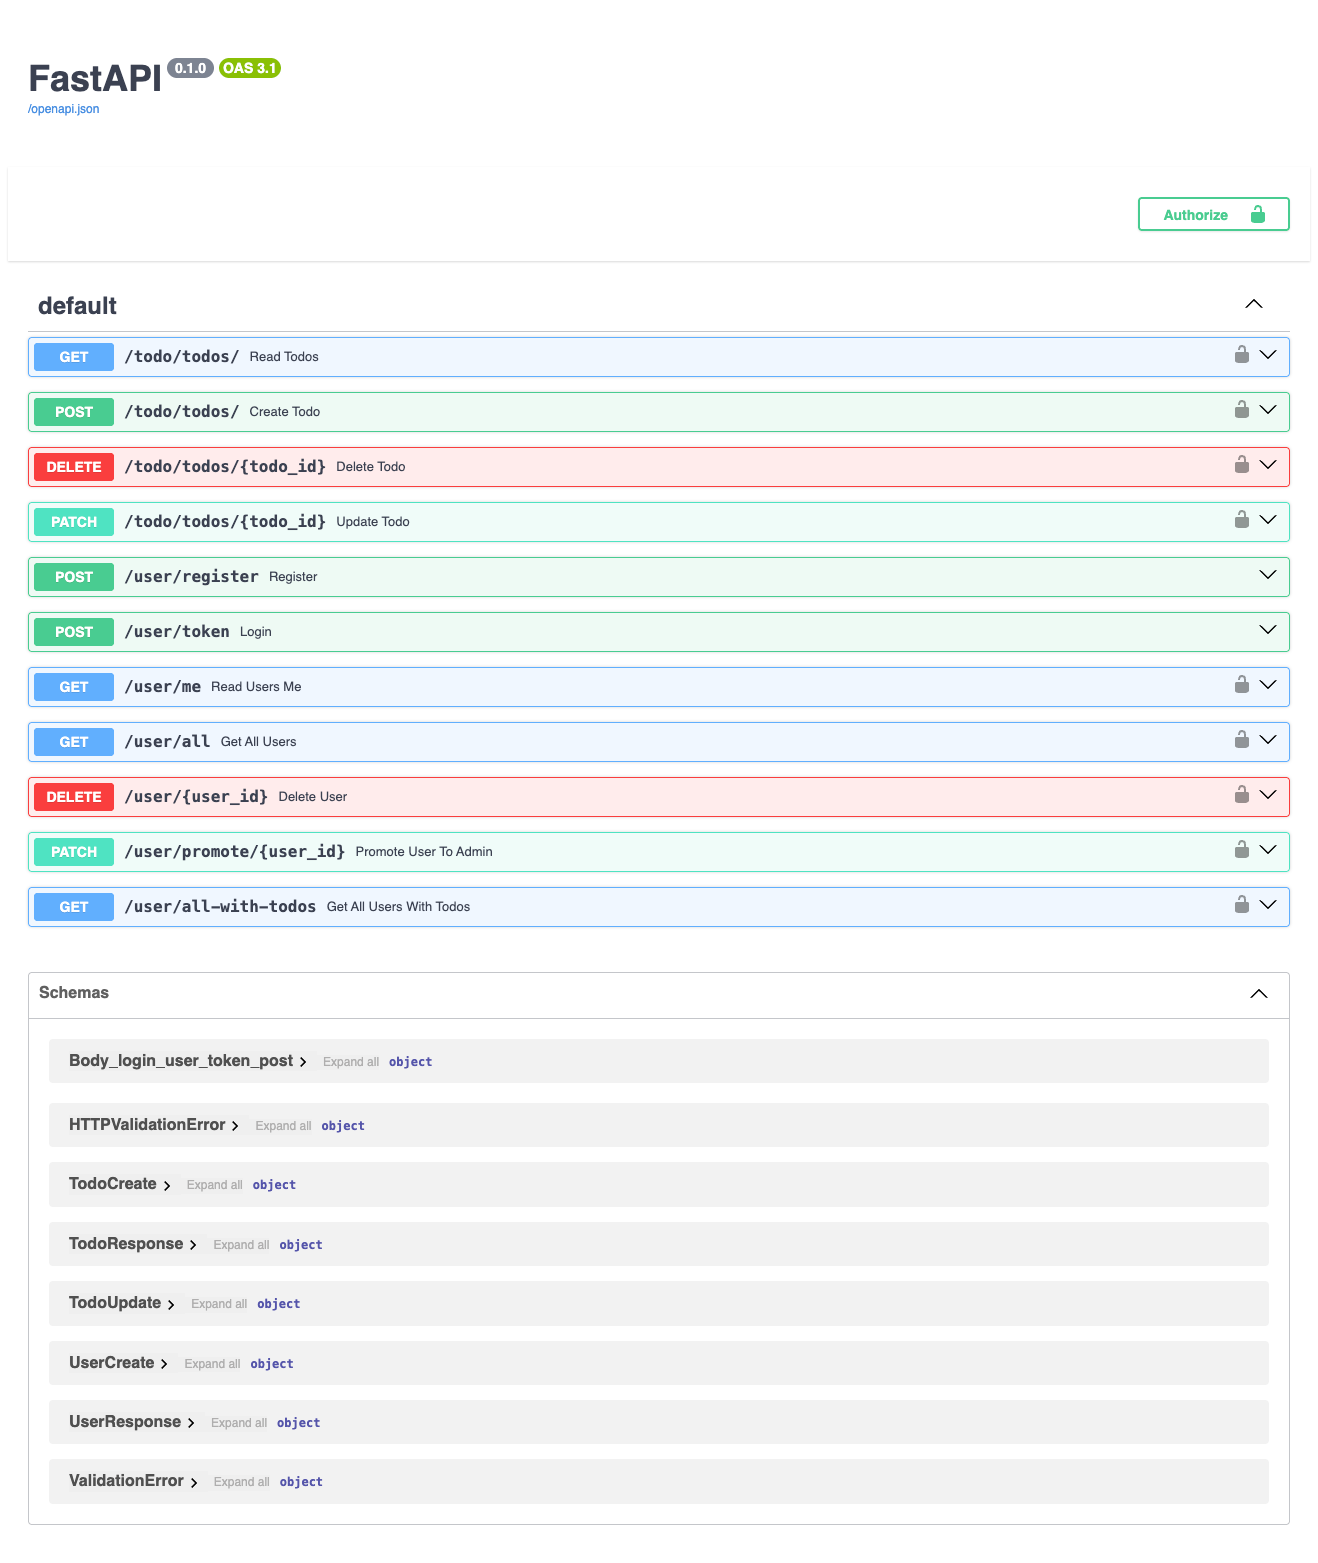 FastAPI 0.1.0 OAS 3.1
/openapi.json
Authorize
default
GET /todo/todos/ Read Todos
POST /todo/todos/ Create Todo
DELETE /todo/todos/{todo_id} Delete Todo
PATCH /todo/todos/{todo_id} Update Todo
POST /user/register Register
POST /user/token Login
GET /user/me Read Users Me
GET /user/all Get All Users
DELETE /user/{user_id} Delete User
PATCH /user/promote/{user_id} Promote User To Admin
GET /user/all-with-todos Get All Users With Todos
Schemas
Body_login_user_token_post Expand all object
HTTPValidationError Expand all object
TodoCreate Expand all object
TodoResponse Expand all object
TodoUpdate Expand all object
UserCreate Expand all object
UserResponse Expand all object
ValidationError Expand all object